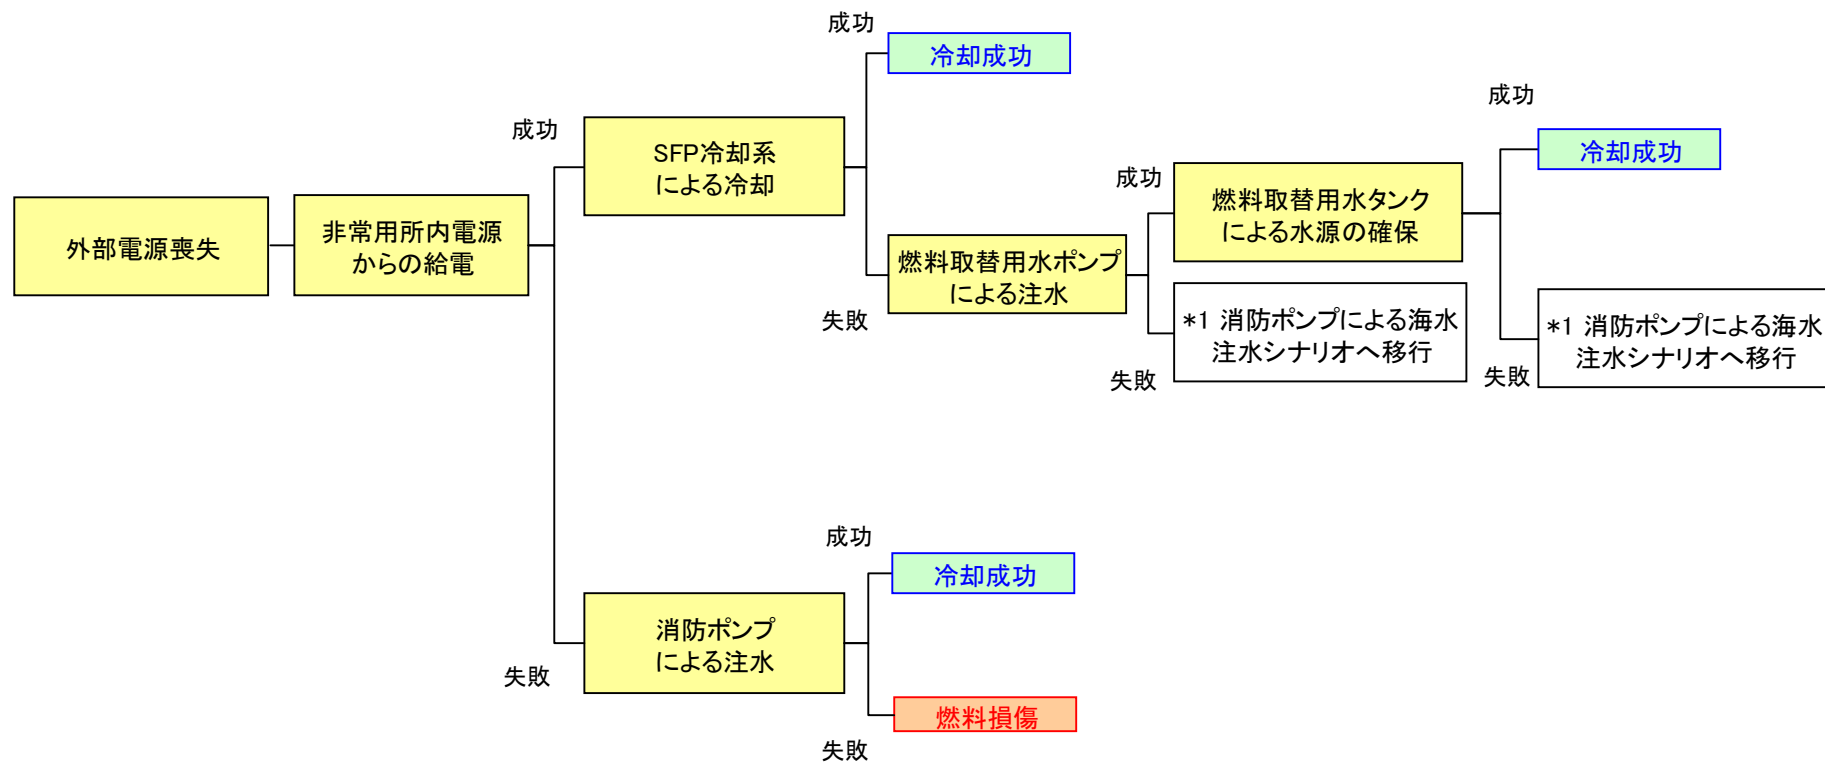 外部電源喪失
非常用所内電源
からの給電
成功
SFP冷却系
による冷却
成功
冷却成功
失敗
燃料取替用水ポンプ
による注水
成功
燃料取替用水タンク
による水源の確保
成功
冷却成功
失敗
*1 消防ポンプによる海水
注水シナリオへ移行
失敗
*1 消防ポンプによる海水
注水シナリオへ移行
失敗
消防ポンプ
による注水
成功
冷却成功
失敗
燃料損傷